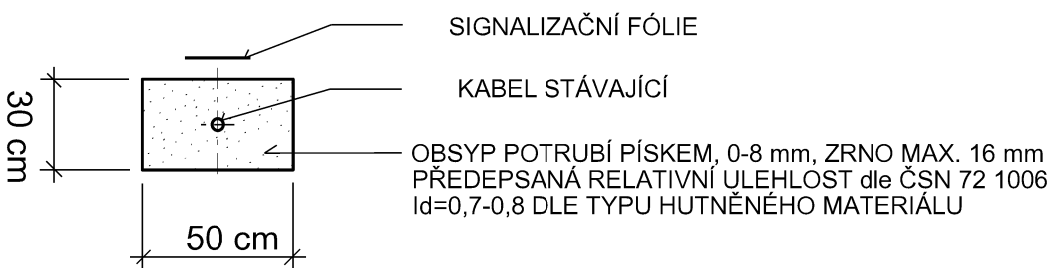 SIGNALIZAČNÍ FÓLIE
KABEL STÁVAJÍCÍ
30 cm
OBSYP POTRUBÍ PÍSKEM, 0-8 mm, ZRNO MAX. 16 mm
PŘEDEPSANÁ RELATIVNÍ ULEHLOST dle ČSN 72 1006
Id=0,7-0,8 DLE TYPU HUTNĚNÉHO MATERIÁLU
50 cm